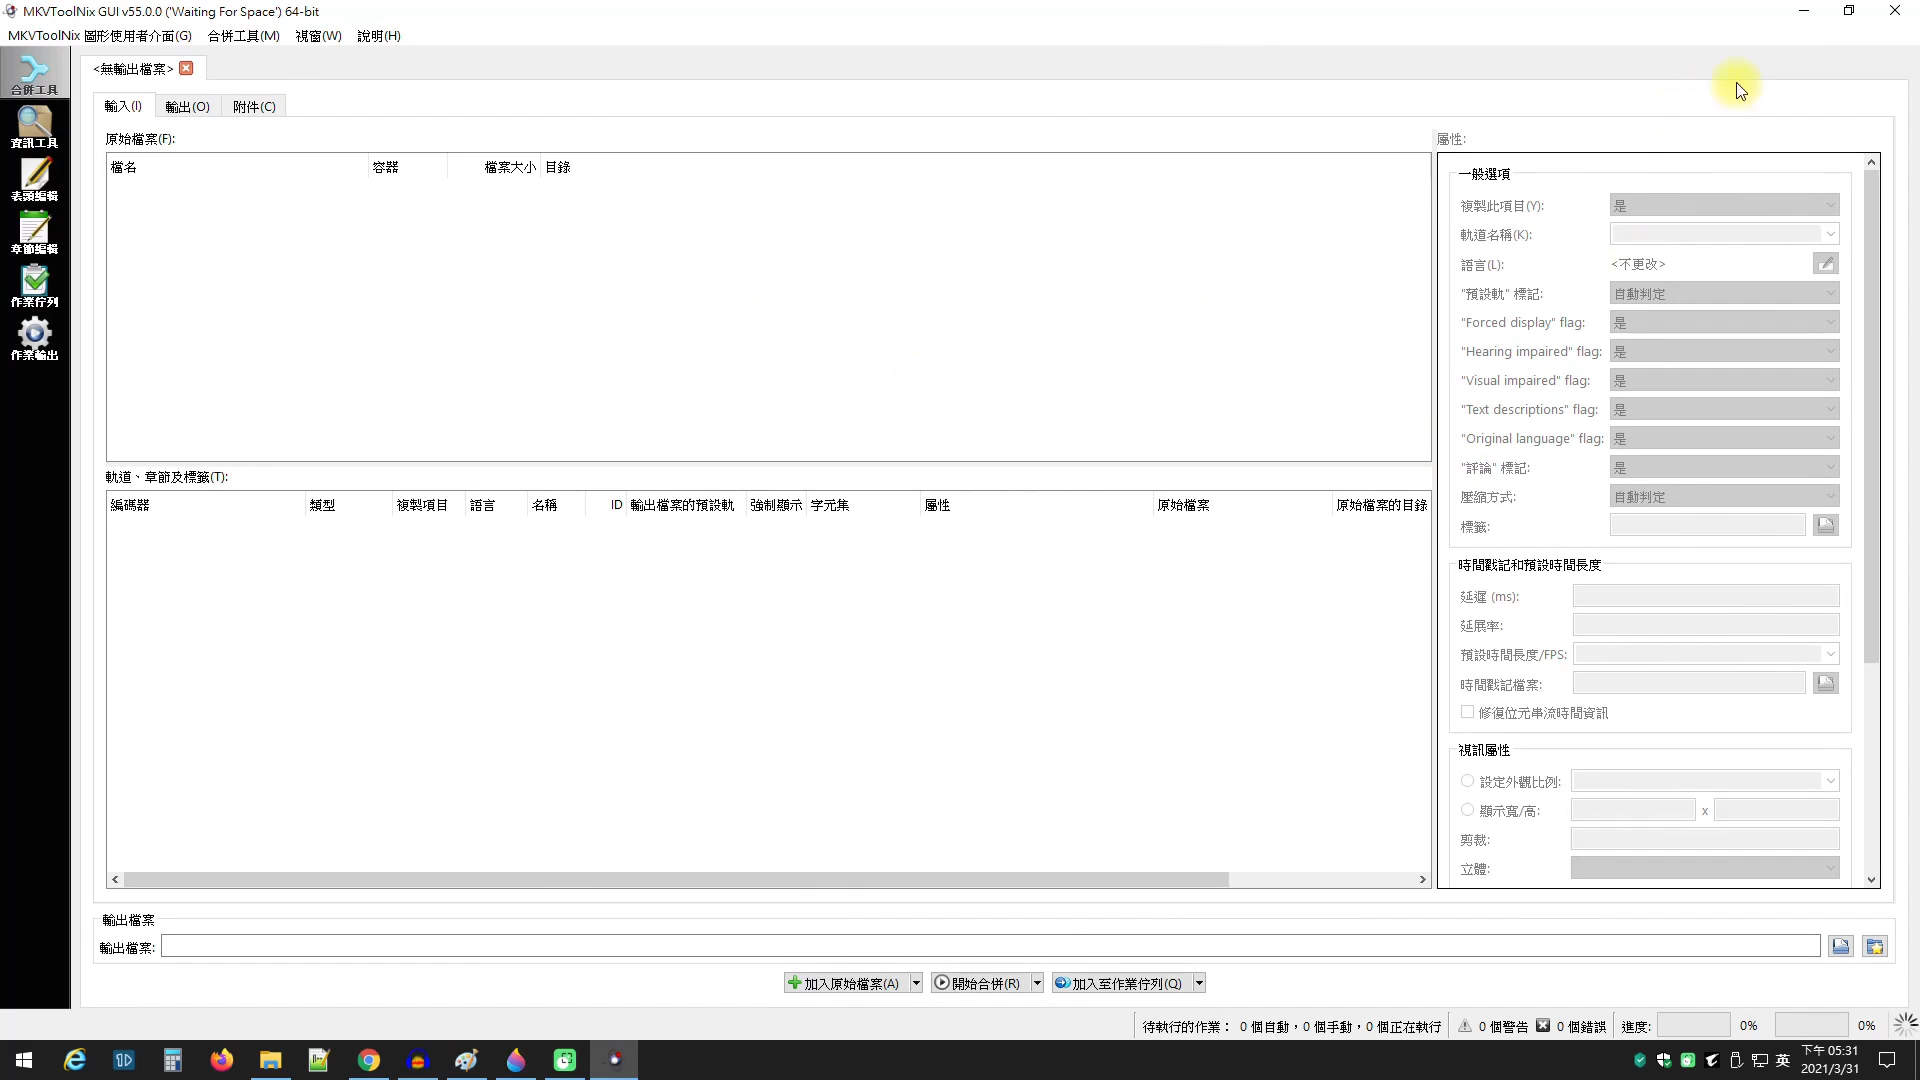 MKVToolNix GUI v55.0.0 ('Waiting For Space') 64-bit
MKVToolNix 圖形使用者介面(G) 合併工具(M) 視窗(W) 說明(H)
合併工具
資訊工具
表頭編輯
章節編輯
作業佇列
作業輸出
<無輸出檔案>
輸入(I) 輸出(O) 附件(C)
原始檔案(F):
檔名 容器 檔案大小 目錄
軌道、章節及標籤(T):
編碼器 類型 複製項目 語言 名稱 ID 輸出檔案的預設軌 強制顯示 字元集 屬性 原始檔案 原始檔案的目錄
屬性:
一般選項
複製此項目(Y): 是
軌道名稱(K):
語言(L): <不更改>
"預設軌" 標記: 自動判定
"Forced display" flag: 是
"Hearing impaired" flag: 是
"Visual impaired" flag: 是
"Text descriptions" flag: 是
"Original language" flag: 是
"評論" 標記: 是
壓縮方式: 自動判定
標籤:
時間戳記和預設時間長度
延遲 (ms):
延展率:
預設時間長度/FPS:
時間戳記檔案:
修復位元串流時間資訊
視訊屬性
設定外觀比例:
顯示寬/高: x
剪裁:
立體:
輸出檔案
輸出檔案:
加入原始檔案(A) 開始合併(R) 加入至作業佇列(Q)
待執行的作業： 0 個自動，0 個手動，0 個正在執行 0 個警告 0 個錯誤 進度: 0% 0%
英 下午 05:31
2021/3/31